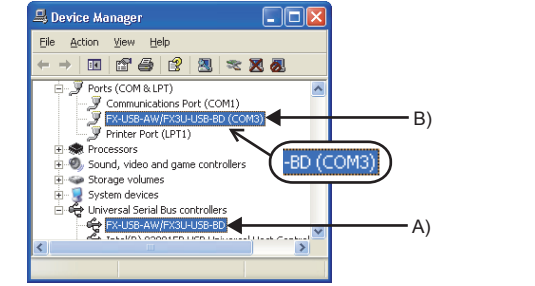 Device Manager
File Action View Help
Ports (COM & LPT)
Communications Port (COM1)
FX-USB-AW/FX3U-USB-BD (COM3)
B)
Printer Port (LPT1)
Processors
-BD (COM3)
Sound, video and game controllers
Storage volumes
System devices
Universal Serial Bus controllers
FX-USB-AW/FX3U-USB-BD
A)